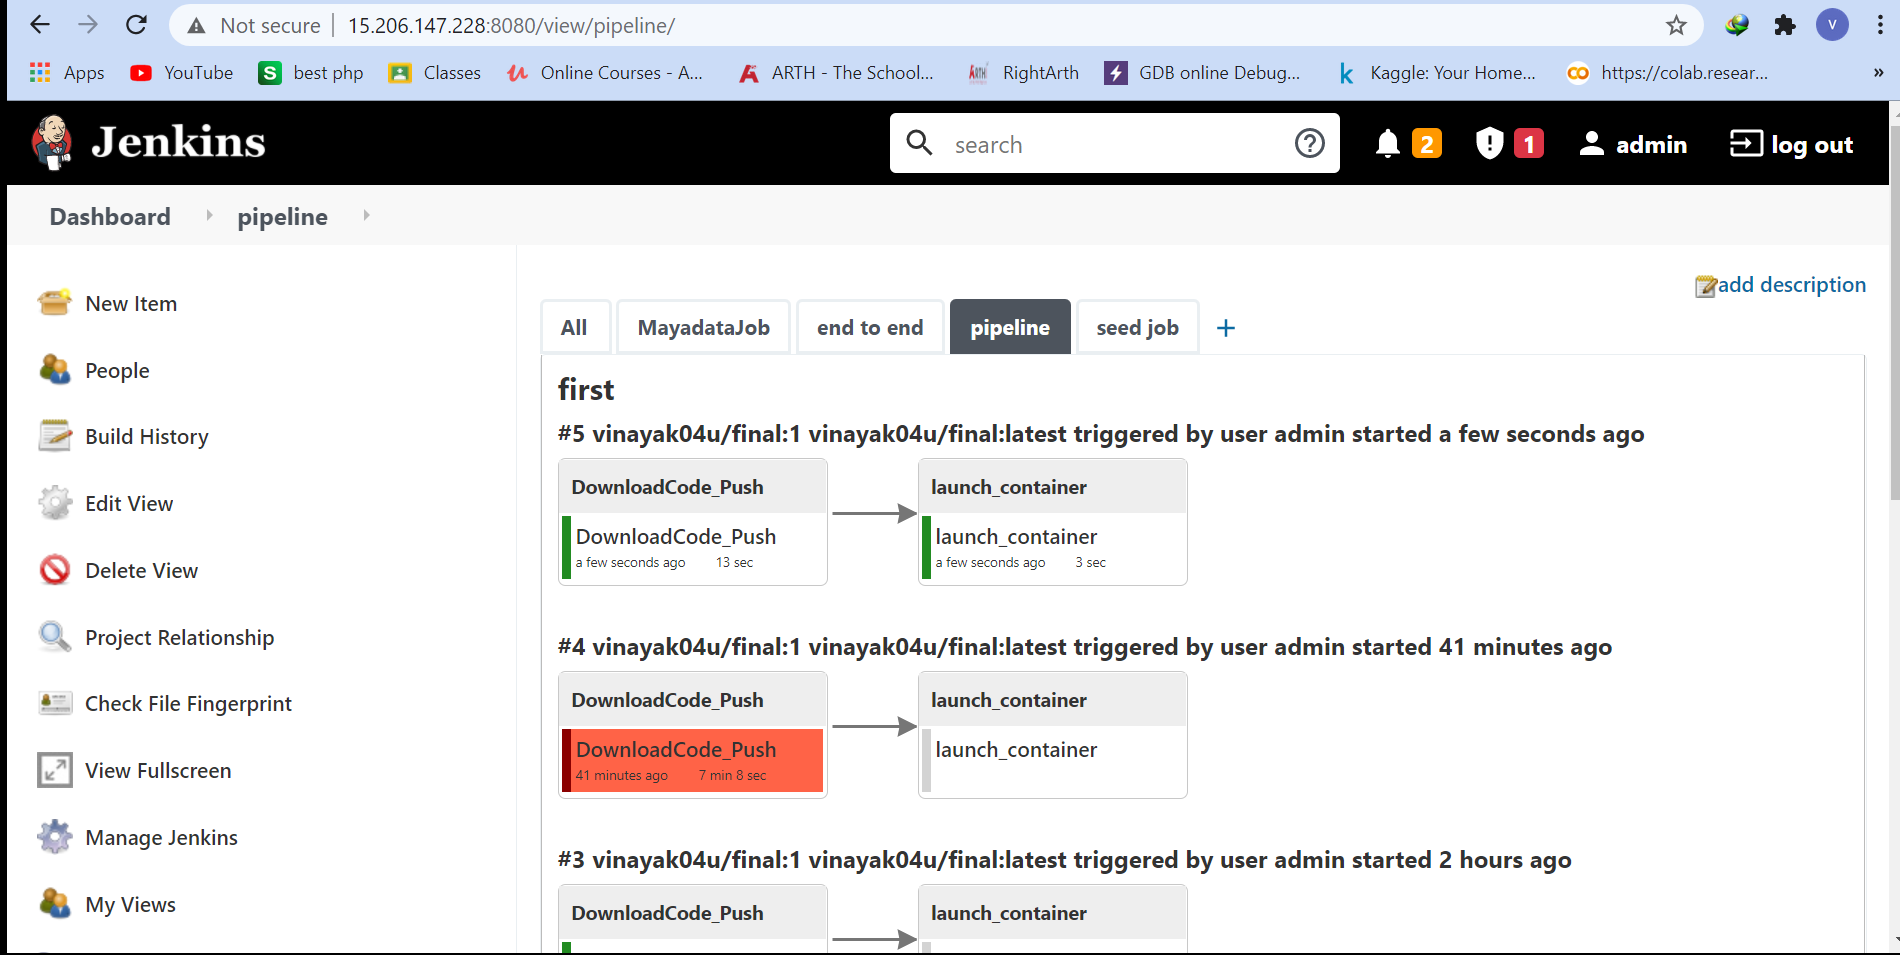 Not secure 15.206.147.228:8080/view/pipeline/ V
Apps YouTube S best php Classes Online Courses - A... ARTH - The School... RightArth GDB online Debug... k Kaggle: Your Home... https://colab.resear... »
Jenkins search ? 2 1 admin log out
Dashboard pipeline
add description
New Item
People
Build History
Edit View
Delete View
Project Relationship
Check File Fingerprint
View Fullscreen
Manage Jenkins
My Views
All MayadataJob end to end pipeline seed job +
first
#5 vinayak04u/final:1 vinayak04u/final:latest triggered by user admin started a few seconds ago
DownloadCode_Push launch_container
DownloadCode_Push launch_container
a few seconds ago 13 sec a few seconds ago 3 sec
#4 vinayak04u/final:1 vinayak04u/final:latest triggered by user admin started 41 minutes ago
DownloadCode_Push launch_container
DownloadCode_Push launch_container
41 minutes ago 7 min 8 sec
#3 vinayak04u/final:1 vinayak04u/final:latest triggered by user admin started 2 hours ago
DownloadCode_Push launch_container